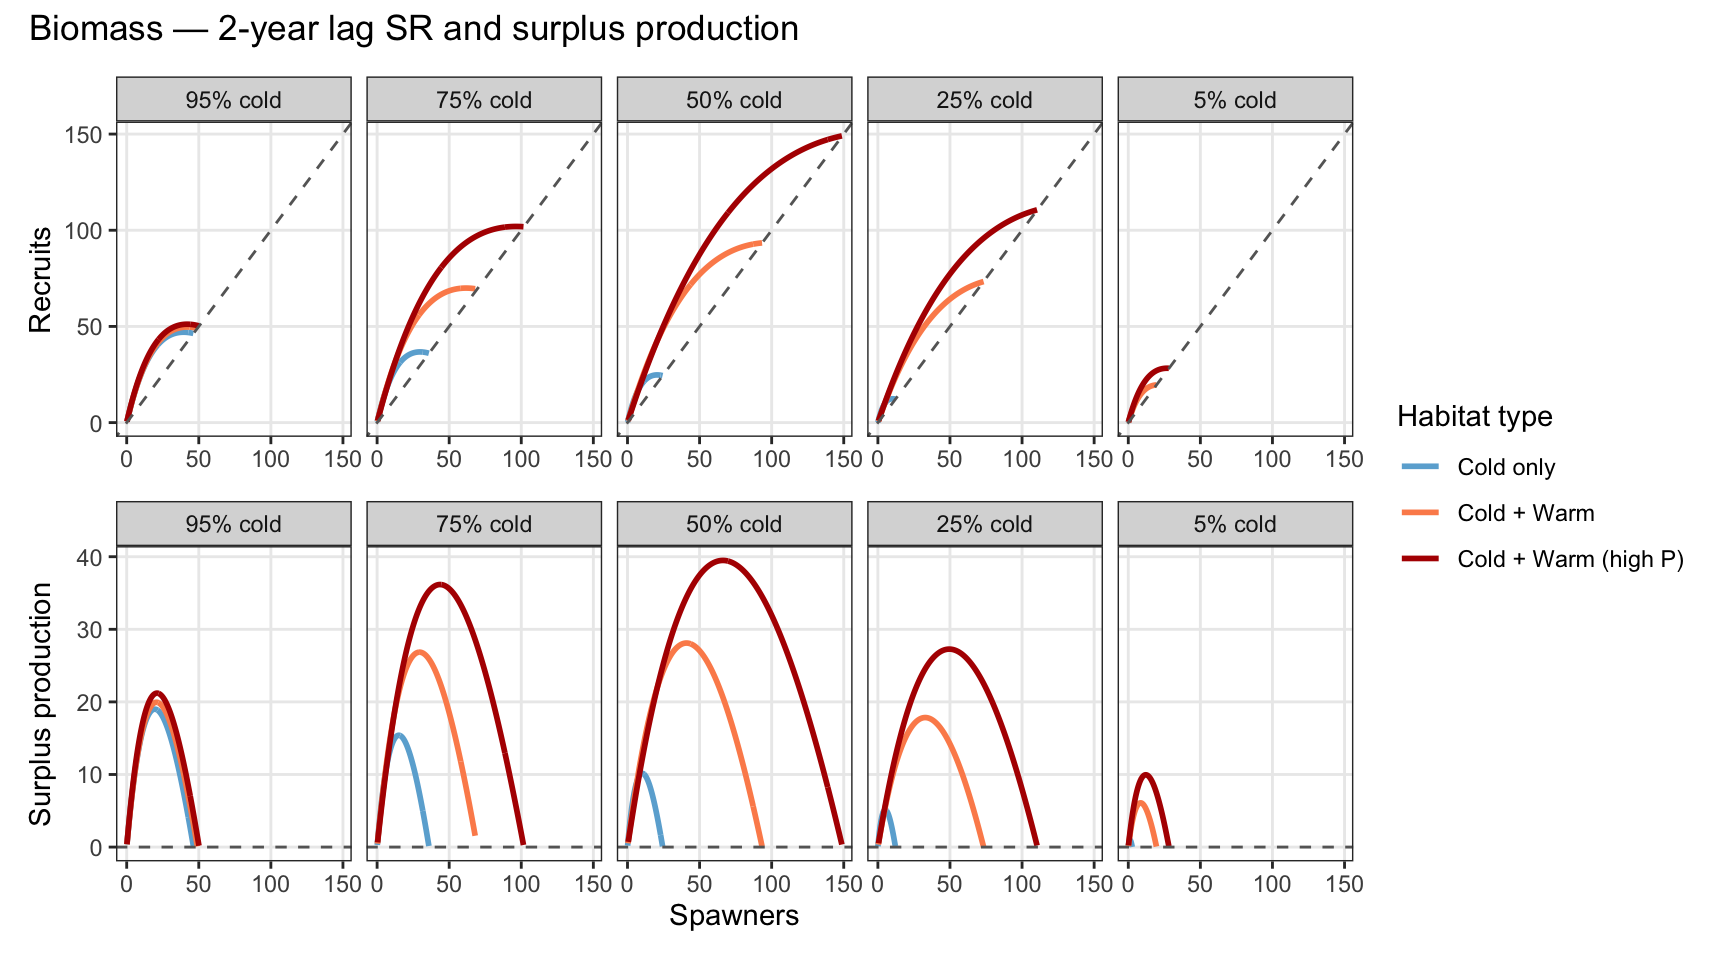 Biomass — 2-year lag SR and surplus production
95% cold
75% cold
50% cold
25% cold
5% cold
Recruits
150
100
50
0
0 50 100 150
0 50 100 150
0 50 100 150
0 50 100 150
0 50 100 150
Habitat type
Cold only
Cold + Warm
Cold + Warm (high P)
95% cold
75% cold
50% cold
25% cold
5% cold
Surplus production
40
30
20
10
0
0 50 100 150
0 50 100 150
0 50 100 150
0 50 100 150
0 50 100 150
Spawners